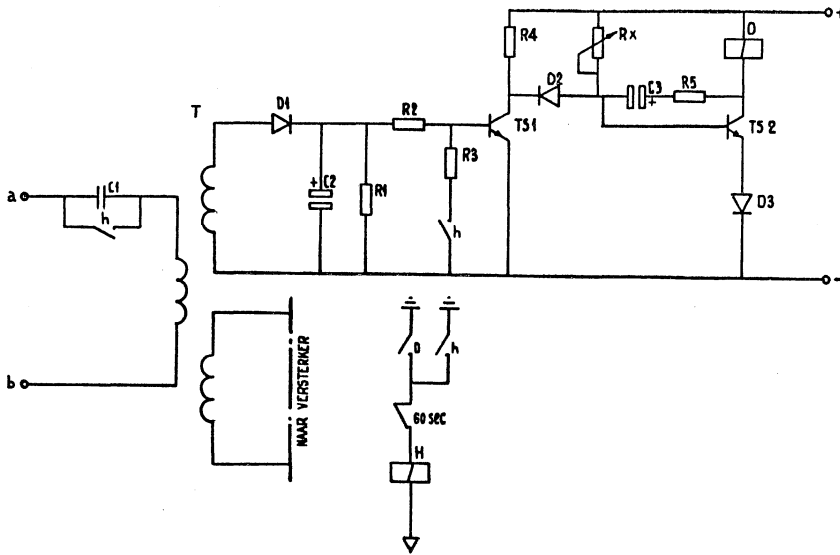 +
R4
Rx
O
D2
C3
+
R5
TS1
TS2
T
D1
R2
R3
+ C2
R1
h
D3
a
C1
h
b
-
NAAR VERSTERKER
O
h
60 sec
H